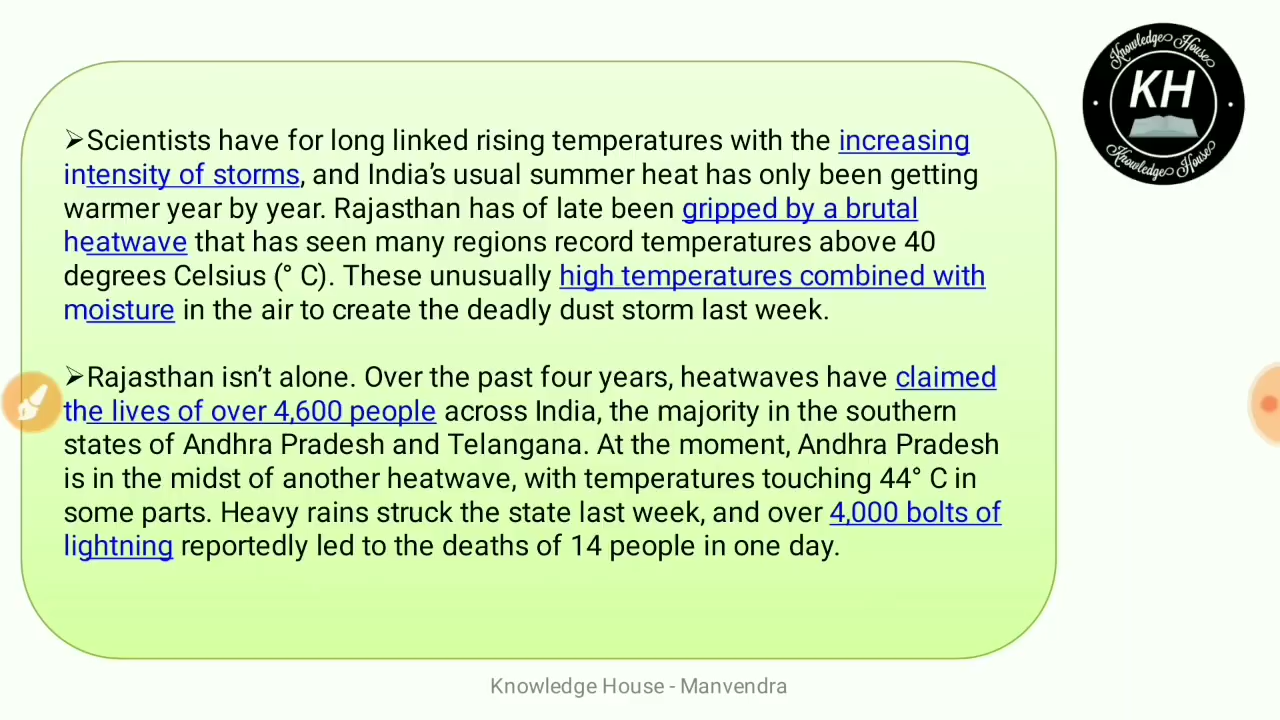 Knowledge House
KH
Knowledge House
➢Scientists have for long linked rising temperatures with the increasing
intensity of storms, and India’s usual summer heat has only been getting
warmer year by year. Rajasthan has of late been gripped by a brutal
heatwave that has seen many regions record temperatures above 40
degrees Celsius (° C). These unusually high temperatures combined with
moisture in the air to create the deadly dust storm last week.
➢Rajasthan isn’t alone. Over the past four years, heatwaves have claimed
the lives of over 4,600 people across India, the majority in the southern
states of Andhra Pradesh and Telangana. At the moment, Andhra Pradesh
is in the midst of another heatwave, with temperatures touching 44° C in
some parts. Heavy rains struck the state last week, and over 4,000 bolts of
lightning reportedly led to the deaths of 14 people in one day.
Knowledge House - Manvendra